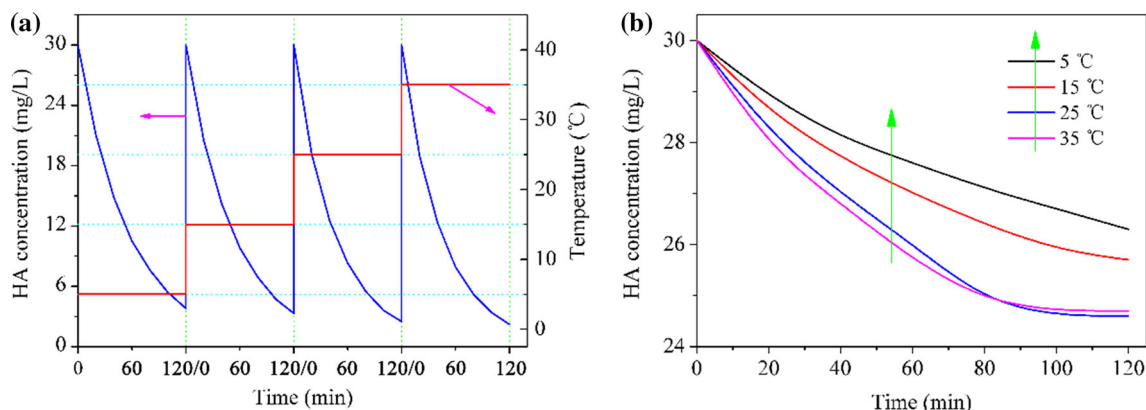 (a)
HA concentration (mg/L)
30
24
18
12
6
0
0 60 120/0 60 120/0 60 120/0 60 120
Time (min)
40
30
20
10
0
Temperature (℃)
(b)
HA concentration (mg/L)
30
28
26
24
0 20 40 60 80 100 120
Time (min)
5 ℃
15 ℃
25 ℃
35 ℃